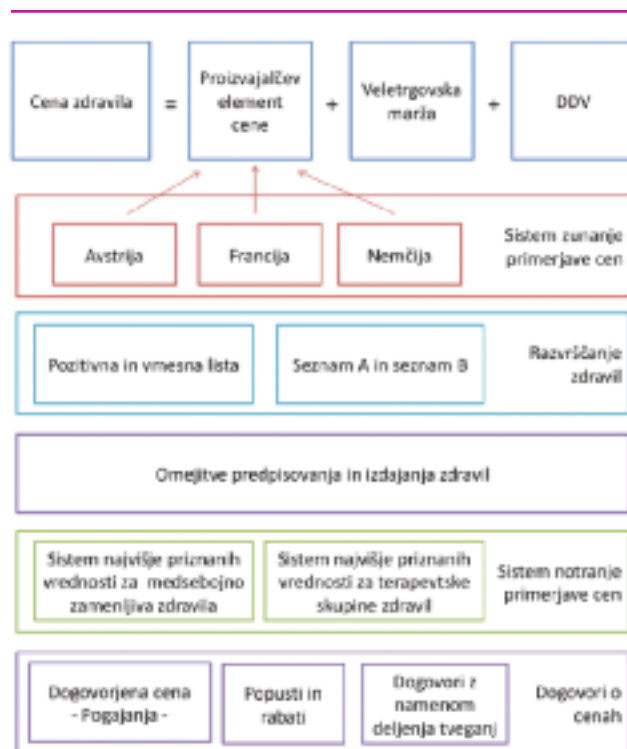 Cena zdravila
=
Proizvajalčev
element
cene
+
Veletrgovska
marža
+
DDV
Avstrija
Francija
Nemčija
Sistem zunanje
primerjave cen
Pozitivna in vmesna lista
Seznam A in seznam B
Razvrščanje
zdravil
Omejitve predpisovanja in izdajanja zdravil
Sistem najvišje priznanih
vrednosti za medsebojno
zamenljiva zdravila
Sistem najvišje priznanih
vrednosti za terapevtske
skupine zdravil
Sistem notranje
primerjave cen
Dogovorjena cena
- Pogajanja -
Popusti in
rabati
Dogovori z
namenom
deljenja tveganj
Dogovori o
cenah